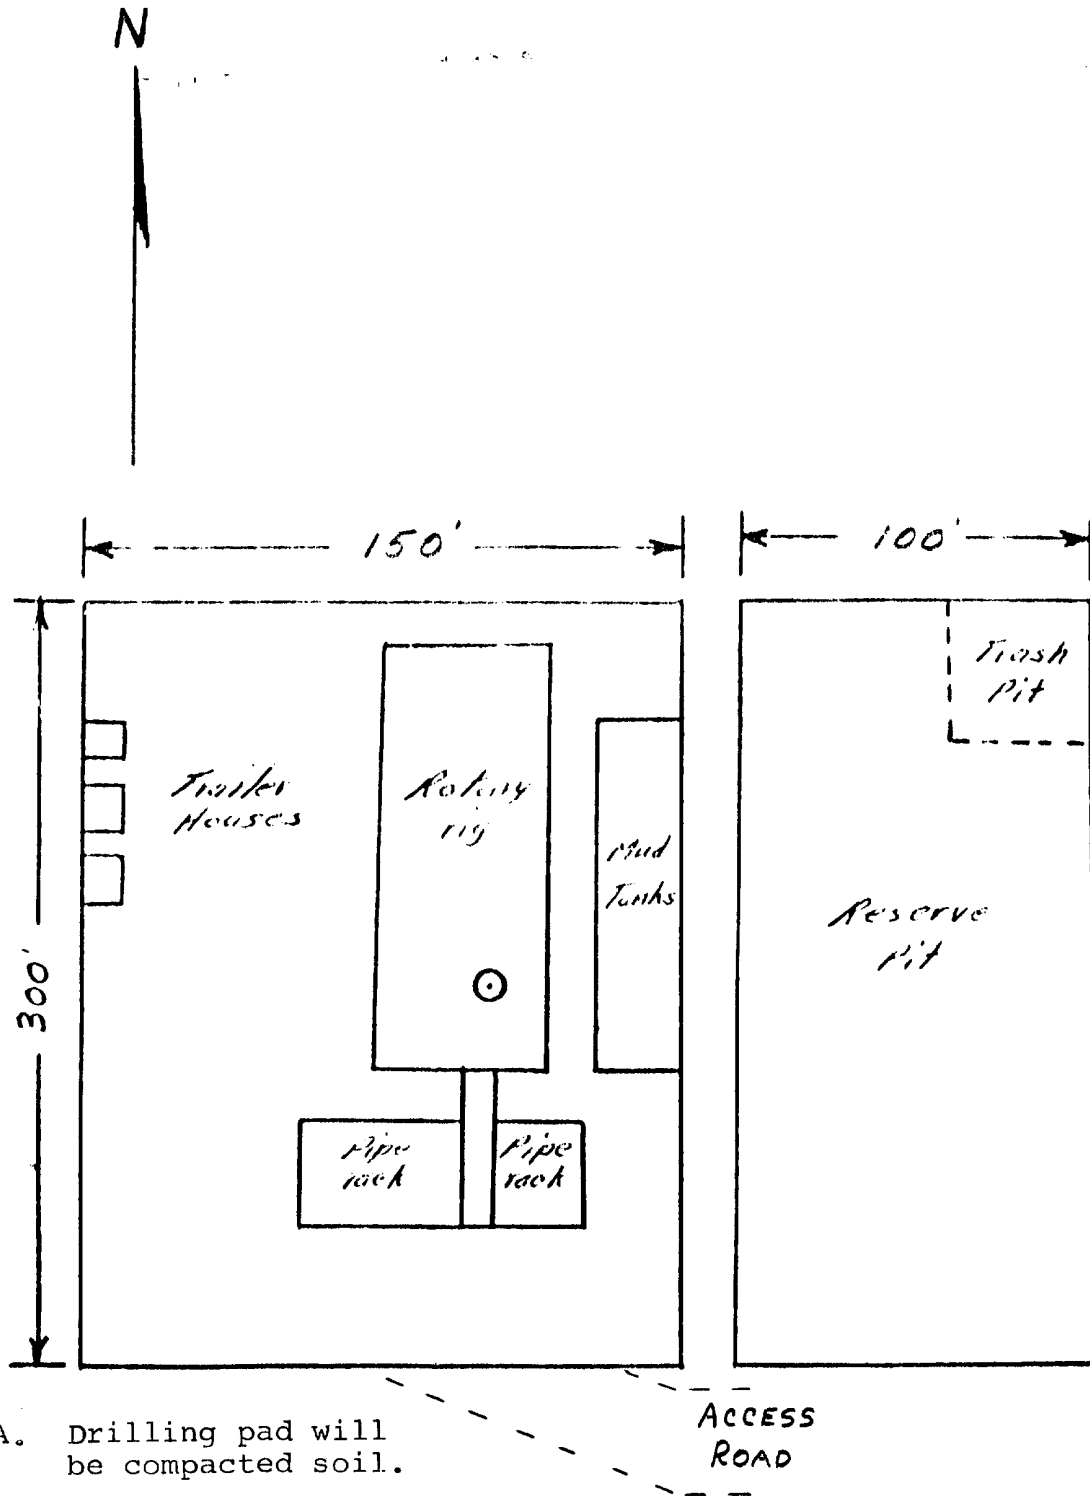 N
150'
100'
Trash
Pit
Trailer
Houses
Rotary
rig
Mud
Tanks
Reserve
Pit
300'
Pipe
rack
Pipe
rack
ACCESS
ROAD
A. Drilling pad will
be compacted soil.